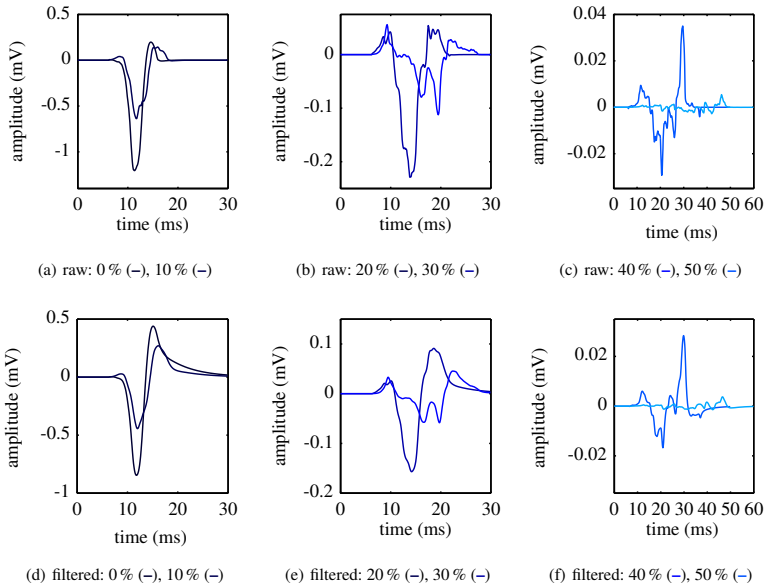 0.5
0
-0.5
-1
amplitude (mV)
0 10 20 30
time (ms)
(a) raw: 0 % (–), 10 % (–)
0
-0.1
-0.2
amplitude (mV)
0 10 20 30
time (ms)
(b) raw: 20 % (–), 30 % (–)
0.04
0.02
0
-0.02
amplitude (mV)
0 10 20 30 40 50 60
time (ms)
(c) raw: 40 % (–), 50 % (–)
0.5
0
-0.5
-1
amplitude (mV)
0 10 20 30
time (ms)
(d) filtered: 0 % (–), 10 % (–)
0.1
0
-0.1
0.2
amplitude (mV)
0 10 20 30
time (ms)
(e) filtered: 20 % (–), 30 % (–)
0.02
0
-0.02
amplitude (mV)
0 10 20 30 40 50 60
time (ms)
(f) filtered: 40 % (–), 50 % (–)